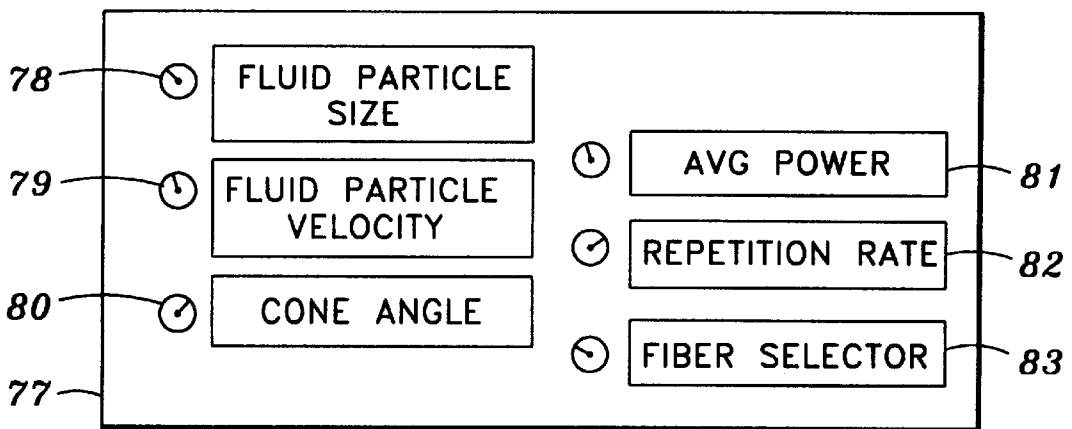 78
FLUID PARTICLE
SIZE
79
FLUID PARTICLE
VELOCITY
80
CONE ANGLE
77
AVG POWER
81
REPETITION RATE
82
FIBER SELECTOR
83